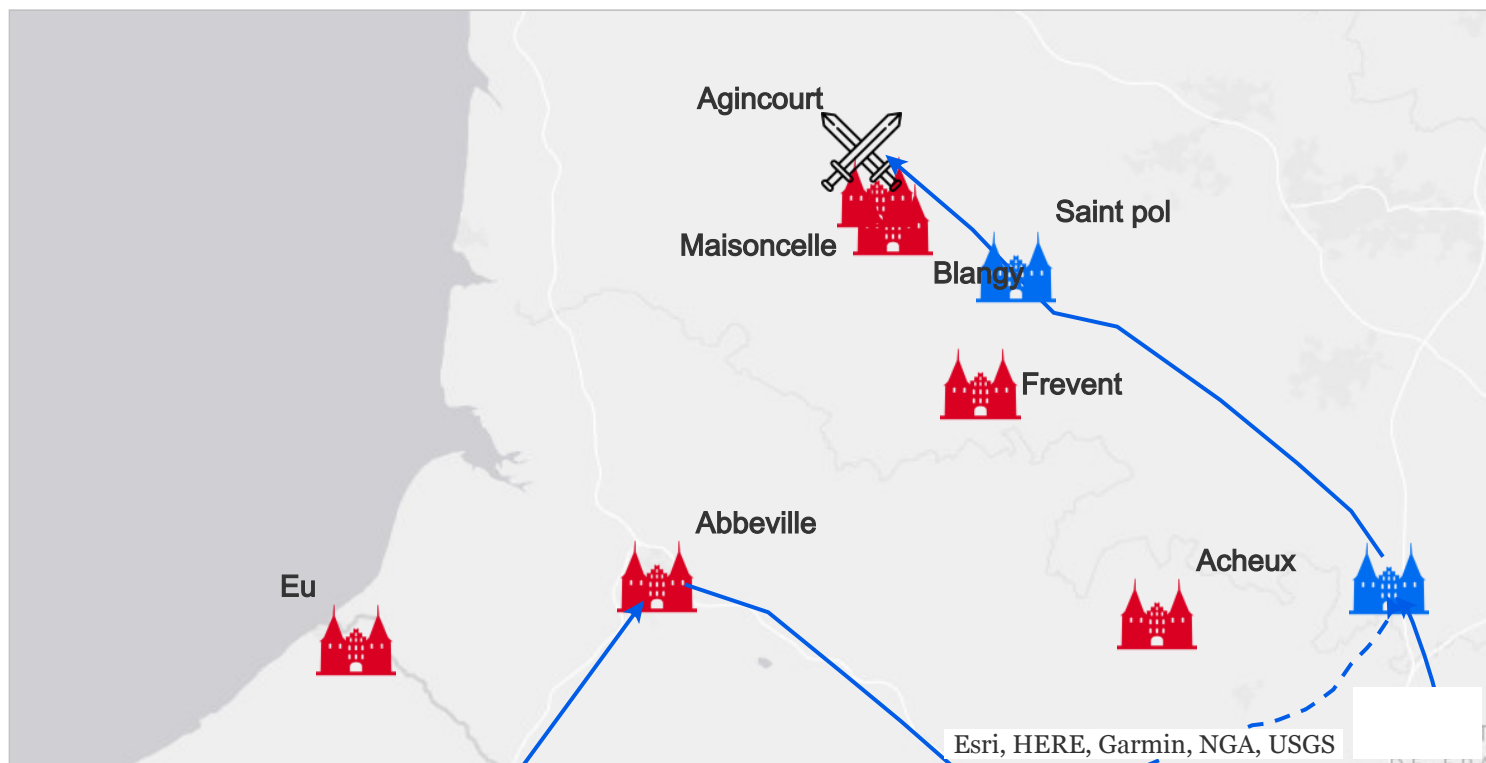 Agincourt
Saint pol
Maisoncelle
Blangy
Frevent
Abbeville
Acheux
Eu
Esri, HERE, Garmin, NGA, USGS